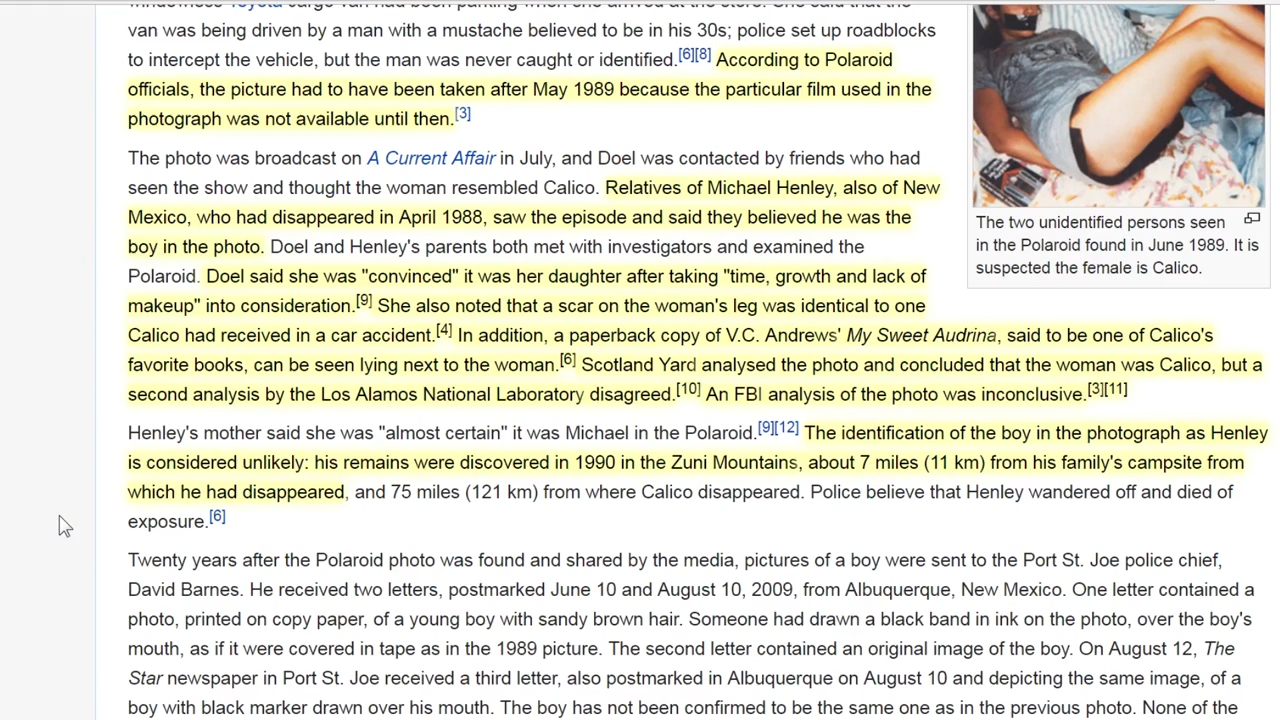 windowless Toyota cargo van had been parking when she arrived at the store. She said that the
van was being driven by a man with a mustache believed to be in his 30s; police set up roadblocks
to intercept the vehicle, but the man was never caught or identified.[6][8] According to Polaroid
officials, the picture had to have been taken after May 1989 because the particular film used in the
photograph was not available until then.[3]
The photo was broadcast on A Current Affair in July, and Doel was contacted by friends who had
seen the show and thought the woman resembled Calico. Relatives of Michael Henley, also of New
Mexico, who had disappeared in April 1988, saw the episode and said they believed he was the
boy in the photo. Doel and Henley's parents both met with investigators and examined the
Polaroid. Doel said she was "convinced" it was her daughter after taking "time, growth and lack of
makeup" into consideration.[9] She also noted that a scar on the woman's leg was identical to one
Calico had received in a car accident.[4] In addition, a paperback copy of V.C. Andrews' My Sweet Audrina, said to be one of Calico's
favorite books, can be seen lying next to the woman.[6] Scotland Yard analysed the photo and concluded that the woman was Calico, but a
second analysis by the Los Alamos National Laboratory disagreed.[10] An FBI analysis of the photo was inconclusive.[3][11]
Henley's mother said she was "almost certain" it was Michael in the Polaroid.[9][12] The identification of the boy in the photograph as Henley
is considered unlikely: his remains were discovered in 1990 in the Zuni Mountains, about 7 miles (11 km) from his family's campsite from
which he had disappeared, and 75 miles (121 km) from where Calico disappeared. Police believe that Henley wandered off and died of
exposure.[6]
Twenty years after the Polaroid photo was found and shared by the media, pictures of a boy were sent to the Port St. Joe police chief,
David Barnes. He received two letters, postmarked June 10 and August 10, 2009, from Albuquerque, New Mexico. One letter contained a
photo, printed on copy paper, of a young boy with sandy brown hair. Someone had drawn a black band in ink on the photo, over the boy's
mouth, as if it were covered in tape as in the 1989 picture. The second letter contained an original image of the boy. On August 12, The
Star newspaper in Port St. Joe received a third letter, also postmarked in Albuquerque on August 10 and depicting the same image, of a
boy with black marker drawn over his mouth. The boy has not been confirmed to be the same one as in the previous photo. None of the
The two unidentified persons seen
in the Polaroid found in June 1989. It is
suspected the female is Calico.